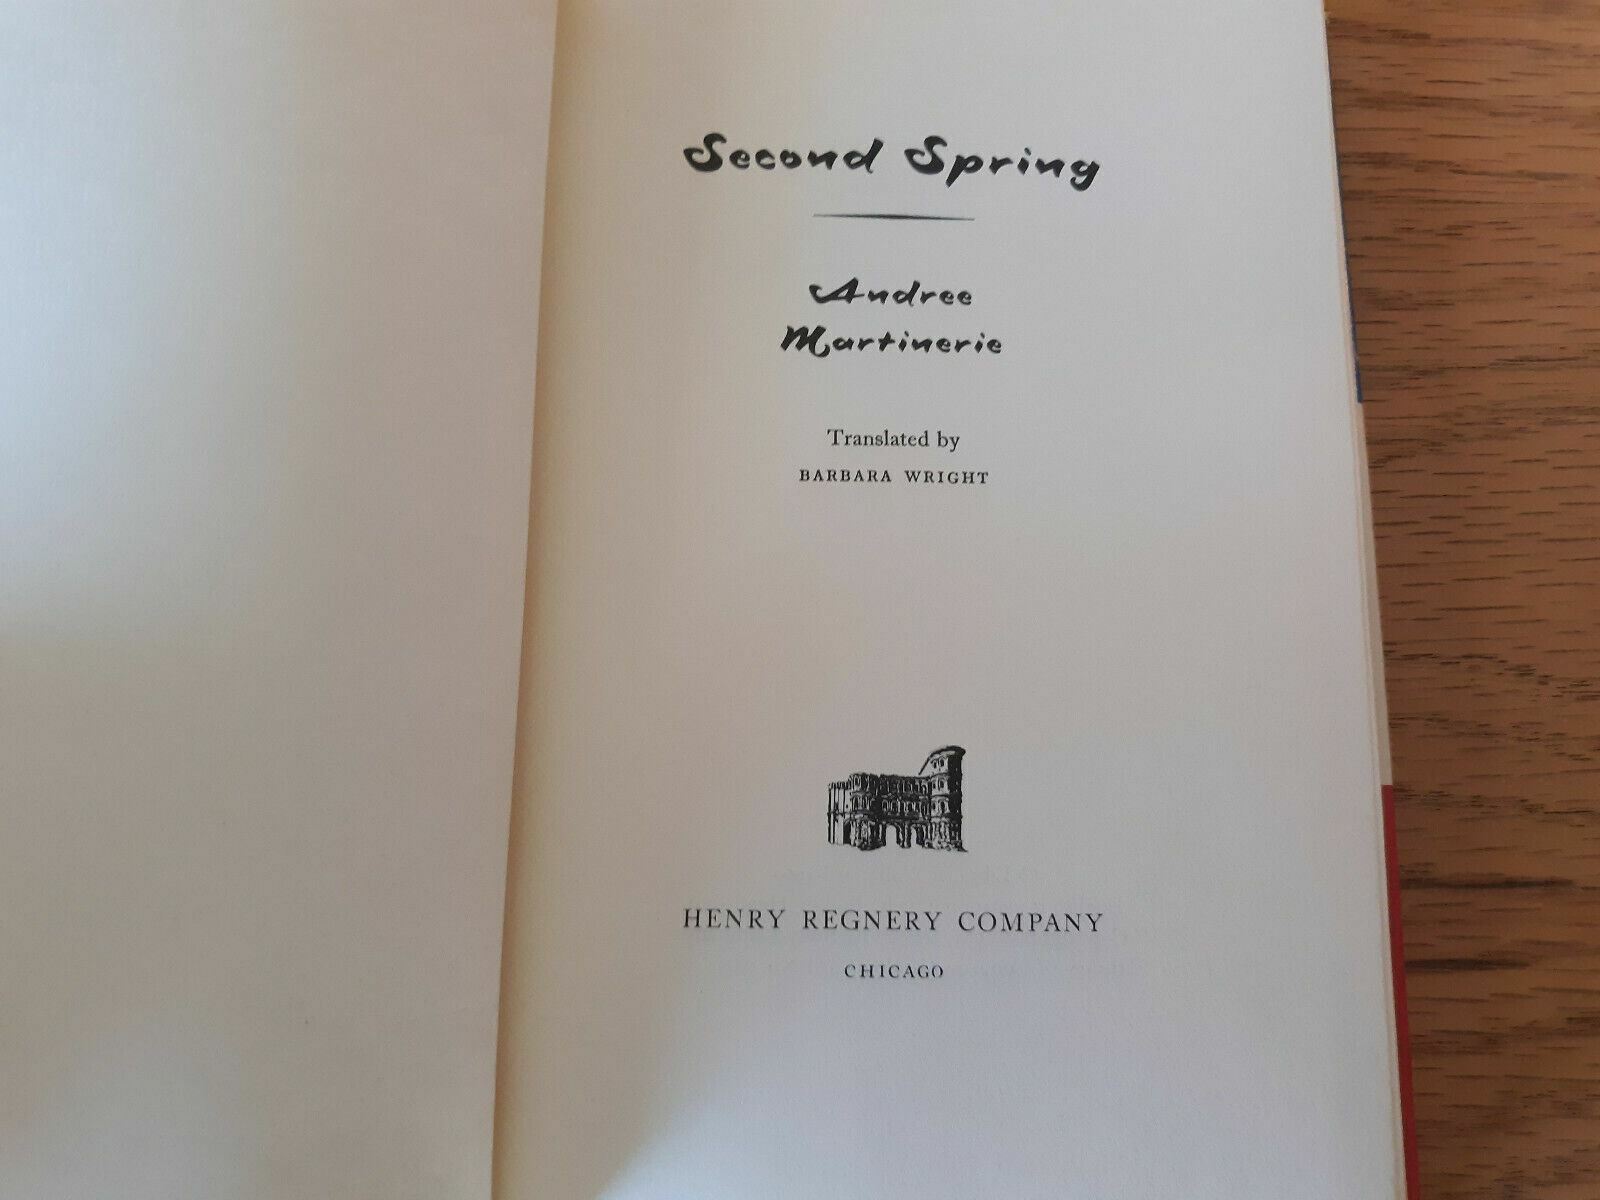 Second Spring
Andree
Martinerie
Translated by
BARBARA WRIGHT
HENRY REGNERY COMPANY
CHICAGO